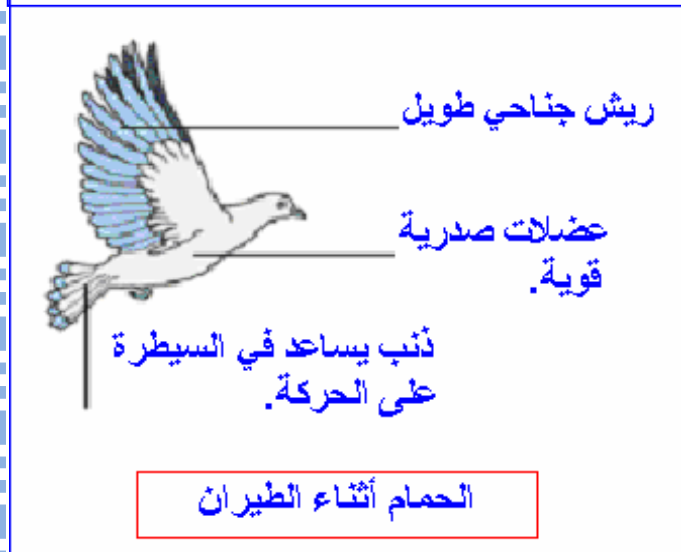 ريش جناحي طويل
عضلات صدرية
قوية.
ذنب يساعد في السيطرة
على الحركة.
الحمام أثناء الطيران